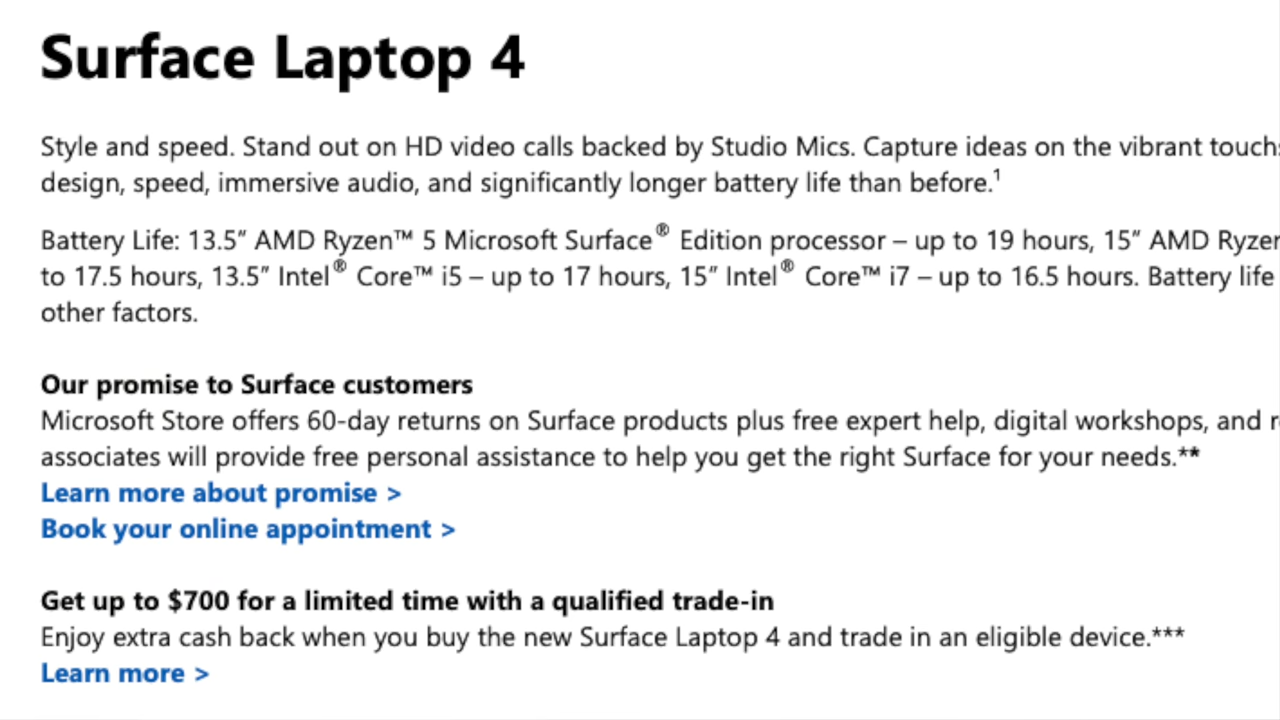 Surface Laptop 4
Style and speed. Stand out on HD video calls backed by Studio Mics. Capture ideas on the vibrant
design, speed, immersive audio, and significantly longer battery life than before.¹
Battery Life: 13.5” AMD Ryzen™ 5 Microsoft Surface® Edition processor – up to 19 hours, 15” AMD
to 17.5 hours, 13.5” Intel® Core™ i5 – up to 17 hours, 15” Intel® Core™ i7 – up to 16.5 hours. Battery life
other factors.
Our promise to Surface customers
Microsoft Store offers 60-day returns on Surface products plus free expert help, digital workshops, and
associates will provide free personal assistance to help you get the right Surface for your needs.**
Learn more about promise >
Book your online appointment >
Get up to $700 for a limited time with a qualified trade-in
Enjoy extra cash back when you buy the new Surface Laptop 4 and trade in an eligible device.***
Learn more >